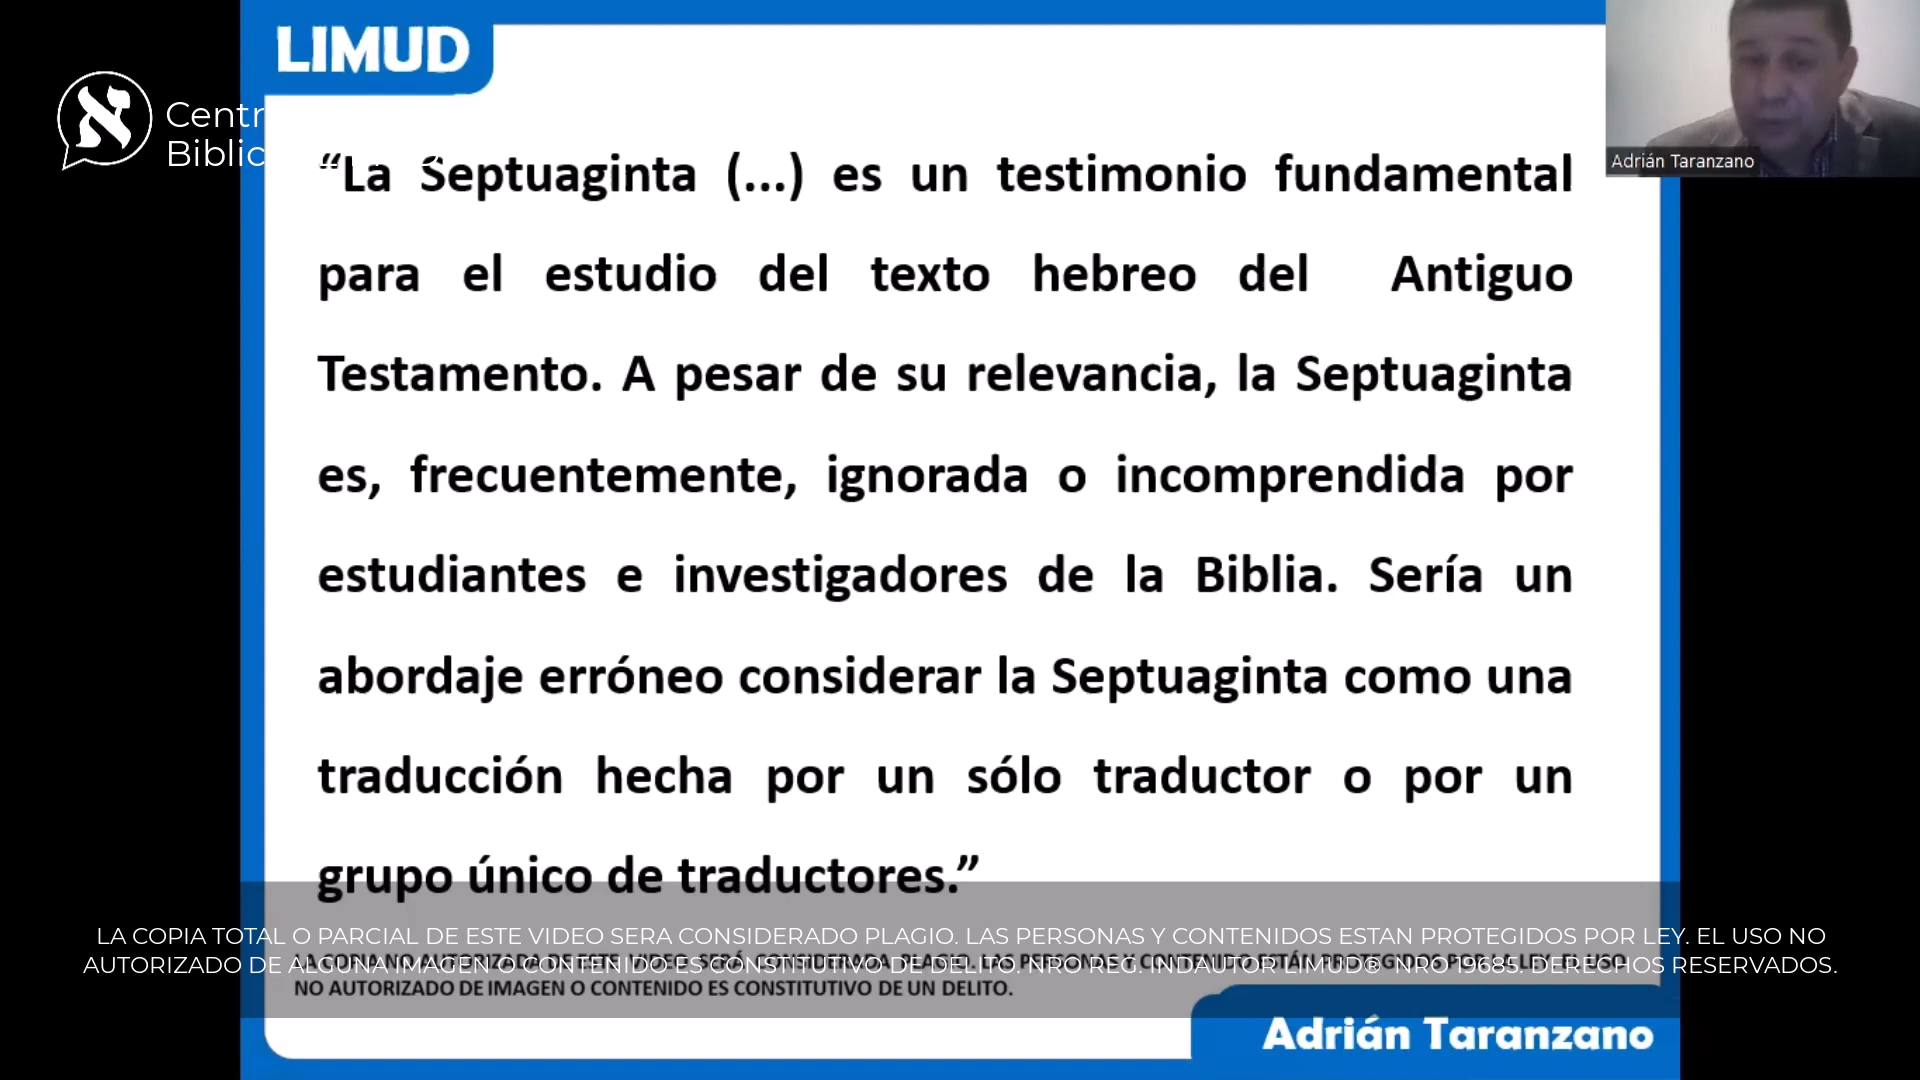 LIMUD
Centr
Biblic
Adrián Taranzano
“La Septuaginta (...) es un testimonio fundamental
para el estudio del texto hebreo del Antiguo
Testamento. A pesar de su relevancia, la Septuaginta
es, frecuentemente, ignorada o incomprendida por
estudiantes e investigadores de la Biblia. Sería un
abordaje erróneo considerar la Septuaginta como una
traducción hecha por un sólo traductor o por un
grupo único de traductores.”
LA COPIA TOTAL O PARCIAL DE ESTE VIDEO SERA CONSIDERADO PLAGIO. LAS PERSONAS Y CONTENIDOS ESTAN PROTEGIDOS POR LEY. EL USO NO
AUTORIZADO DE ALGUNA IMAGEN O CONTENIDO ES CONSTITUTIVO DE DELITO. NRO REG. INDAUTOR LIMUD® NRO 19685. DERECHOS RESERVADOS.
NO AUTORIZADO DE IMAGEN O CONTENIDO ES CONSTITUTIVO DE UN DELITO.
Adrián Taranzano